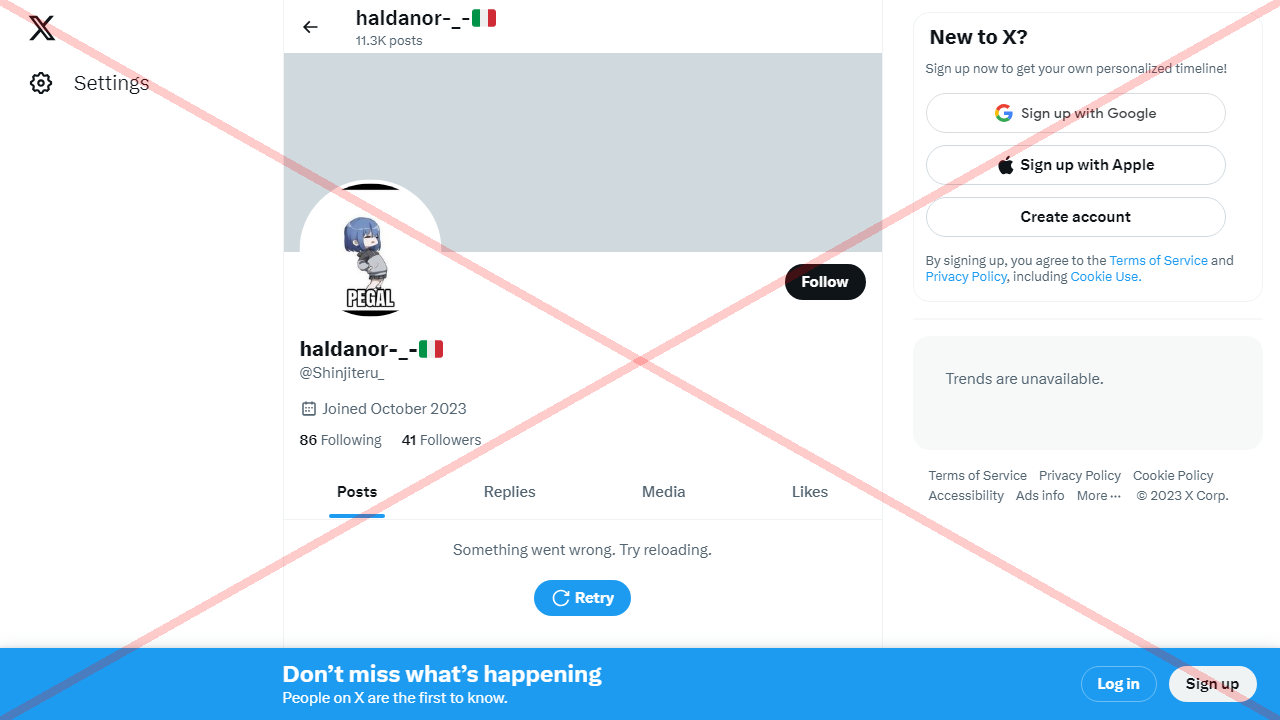 Settings
haldanor-_-🇮🇹
11.3K posts
PEGAL
Follow
haldanor-_-🇮🇹
@Shinjiteru_
Joined October 2023
86 Following 41 Followers
Posts Replies Media Likes
Something went wrong. Try reloading.
Retry
New to X?
Sign up now to get your own personalized timeline!
Sign up with Google
Sign up with Apple
Create account
By signing up, you agree to the Terms of Service and
Privacy Policy, including Cookie Use.
Trends are unavailable.
Terms of Service Privacy Policy Cookie Policy
Accessibility Ads info More ··· © 2023 X Corp.
Don’t miss what’s happening
People on X are the first to know.
Log in Sign up